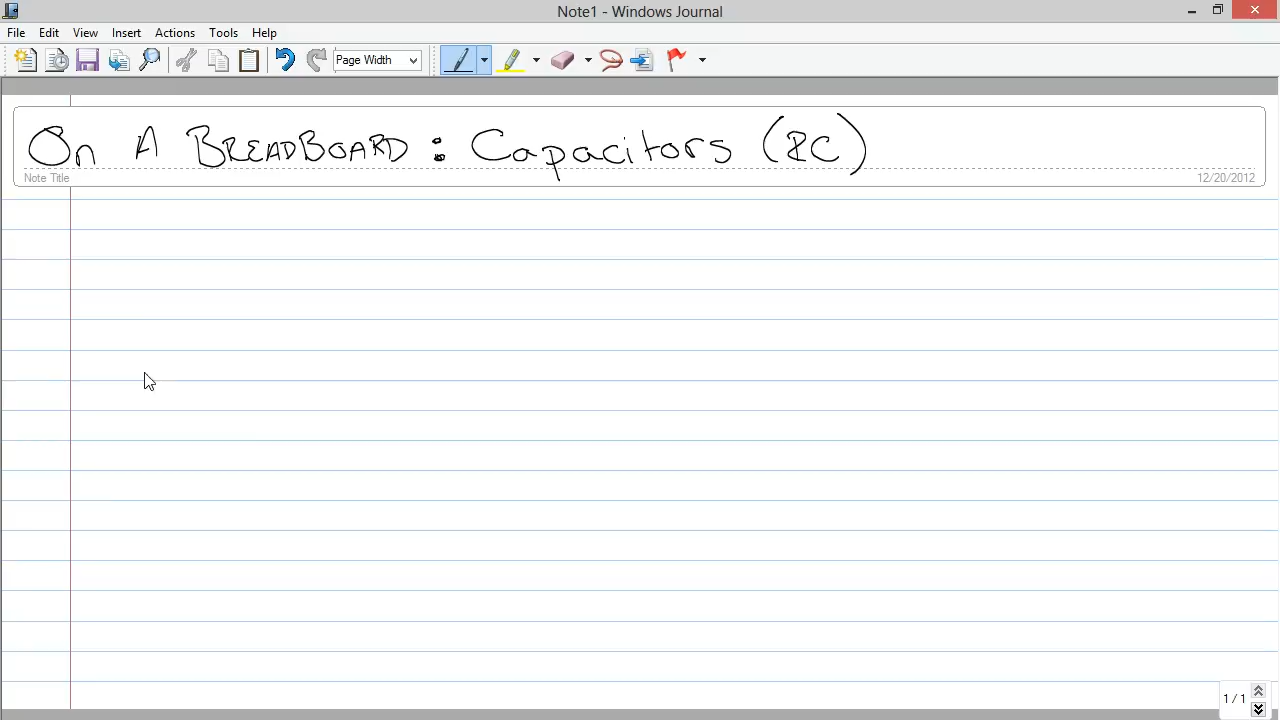 Note1 - Windows Journal
File Edit View Insert Actions Tools Help
Page Width
On A BREADBOARD : Capacitors (RC)
Note Title 12/20/2012
1 / 1